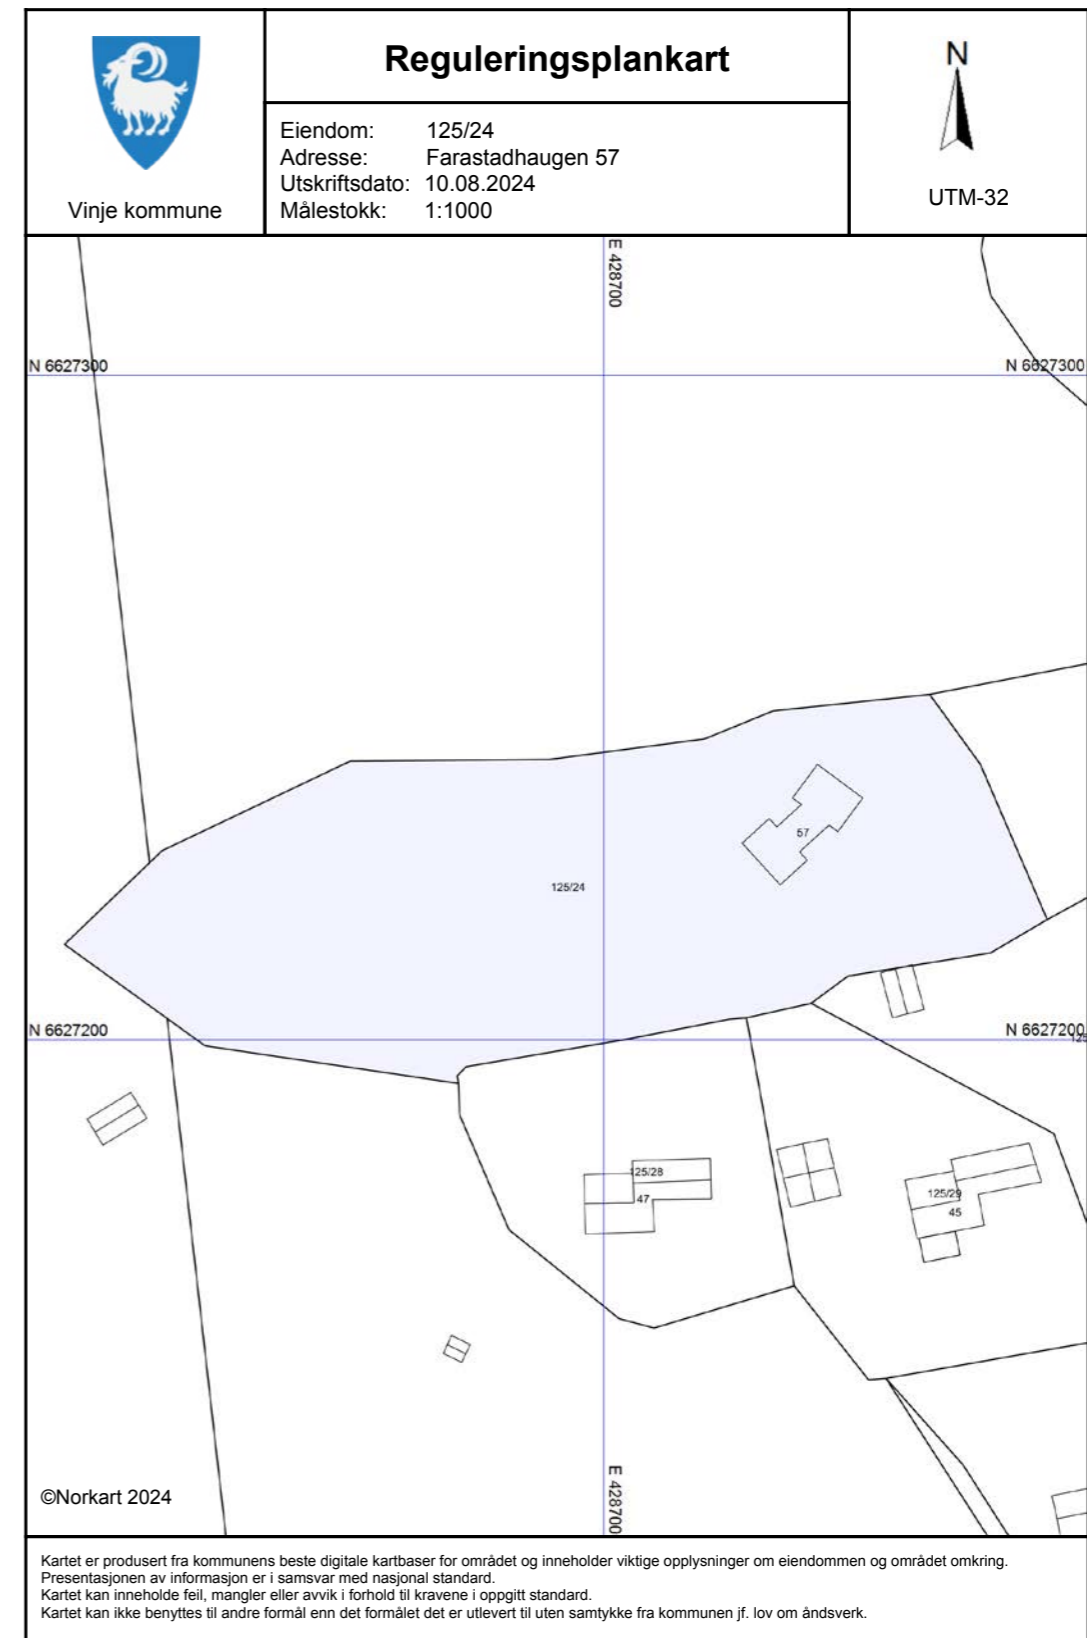 Vinje kommune
Reguleringsplankart
Eiendom: 125/24
Adresse: Farastadhaugen 57
Utskriftsdato: 10.08.2024
Målestokk: 1:1000
N
UTM-32
E 428700
N 6627300
N 6627300
57
125/24
N 6627200
N 6627200
125
125/28
47
125/29
45
E 428700
©Norkart 2024
Kartet er produsert fra kommunens beste digitale kartbaser for området og inneholder viktige opplysninger om eiendommen og området omkring.
Presentasjonen av informasjon er i samsvar med nasjonal standard.
Kartet kan inneholde feil, mangler eller avvik i forhold til kravene i oppgitt standard.
Kartet kan ikke benyttes til andre formål enn det formålet det er utlevert til uten samtykke fra kommunen jf. lov om åndsverk.